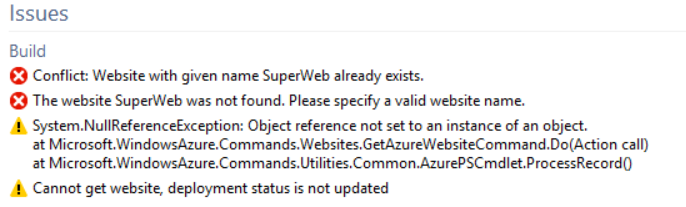 Issues
Build
Conflict: Website with given name SuperWeb already exists.
The website SuperWeb was not found. Please specify a valid website name.
System.NullReferenceException: Object reference not set to an instance of an object.
at Microsoft.WindowsAzure.Commands.Websites.GetAzureWebsiteCommand.Do(Action call)
at Microsoft.WindowsAzure.Commands.Utilities.Common.AzurePSCmdlet.ProcessRecord()
Cannot get website, deployment status is not updated